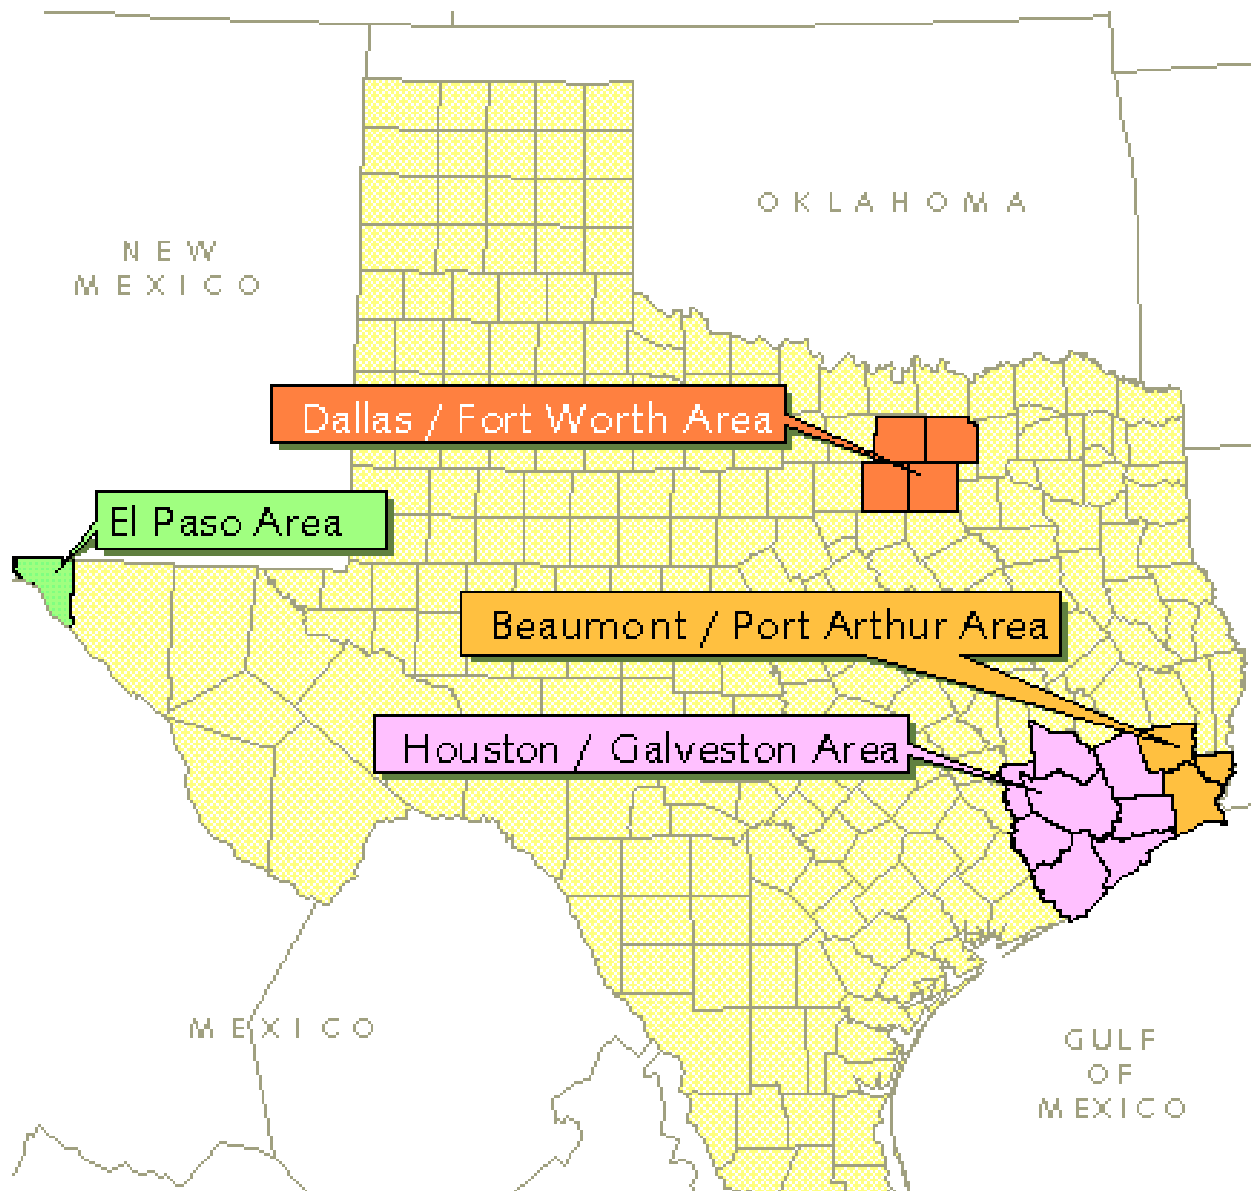 OKLAHOMA
NEW
MEXICO
Dallas / Fort Worth Area
El Paso Area
Beaumont / Port Arthur Area
Houston / Galveston Area
MEXICO
GULF
OF
MEXICO